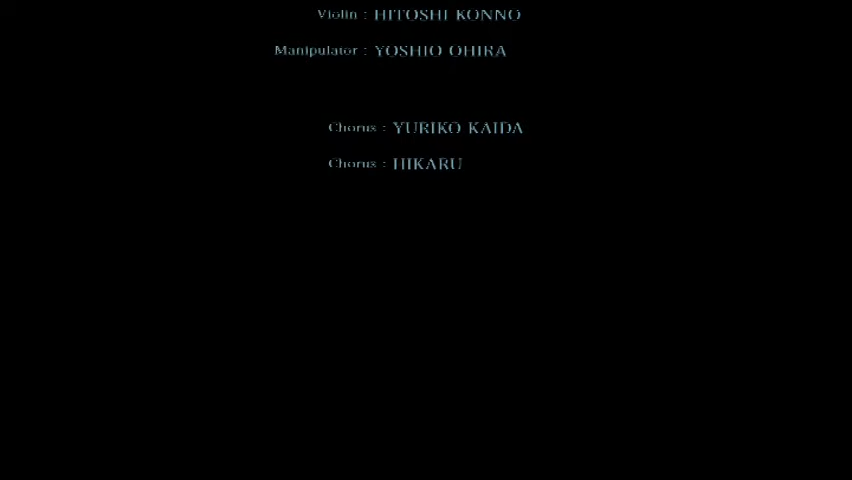 Violin : HITOSHI KONNO
Manipulator : YOSHIO OHIRA
Chorus : YURIKO KAIDA
Chorus : HIKARU